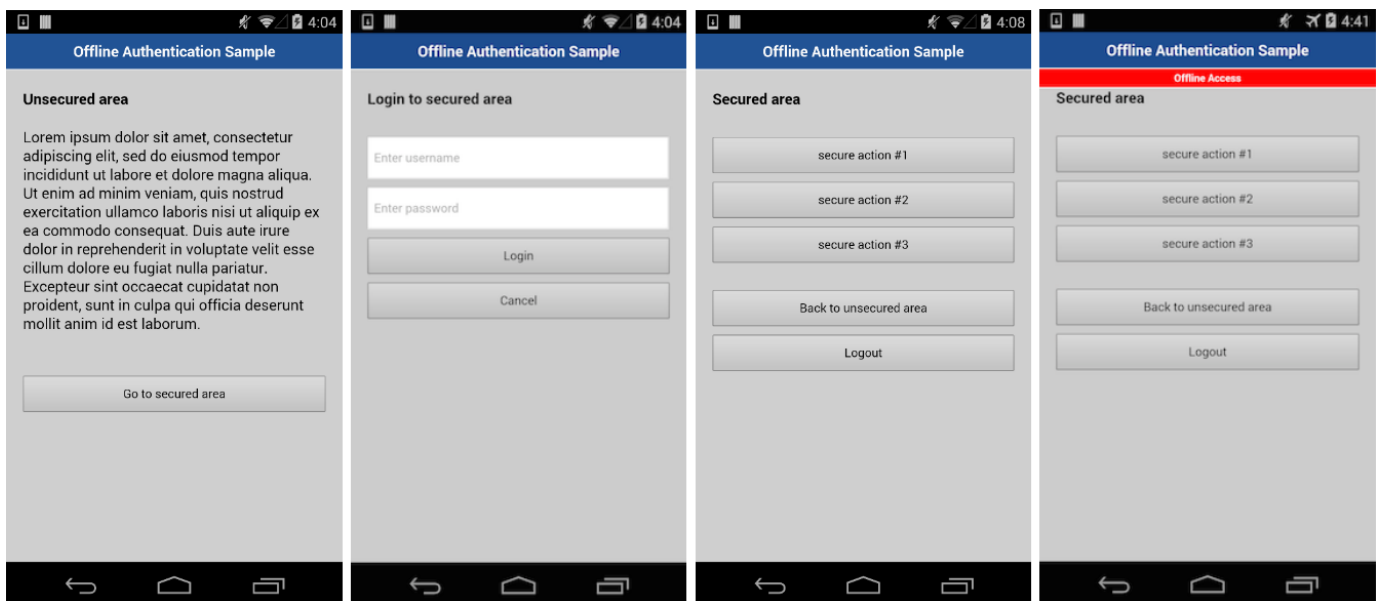 4:04
Offline Authentication Sample
Unsecured area
Lorem ipsum dolor sit amet, consectetur
adipiscing elit, sed do eiusmod tempor
incididunt ut labore et dolore magna aliqua.
Ut enim ad minim veniam, quis nostrud
exercitation ullamco laboris nisi ut aliquip ex
ea commodo consequat. Duis aute irure
dolor in reprehenderit in voluptate velit esse
cillum dolore eu fugiat nulla pariatur.
Excepteur sint occaecat cupidatat non
proident, sunt in culpa qui officia deserunt
mollit anim id est laborum.
Go to secured area
4:04
Offline Authentication Sample
Login to secured area
Enter username
Enter password
Login
Cancel
4:08
Offline Authentication Sample
Secured area
secure action #1
secure action #2
secure action #3
Back to unsecured area
Logout
4:41
Offline Authentication Sample
Offline Access
Secured area
secure action #1
secure action #2
secure action #3
Back to unsecured area
Logout